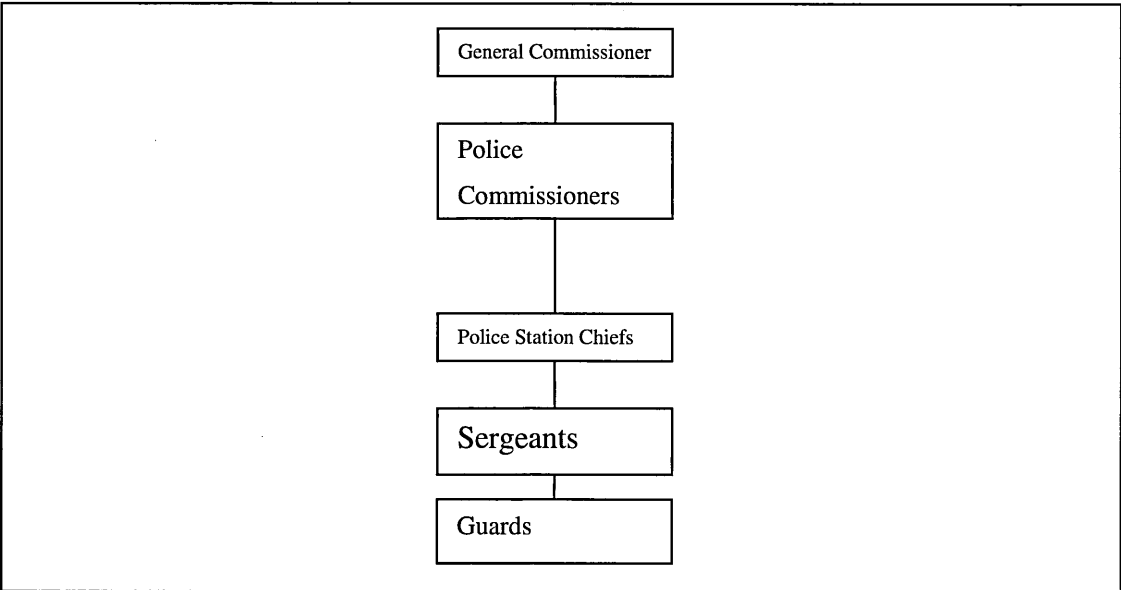 General Commissioner
Police
Commissioners
Police Station Chiefs
Sergeants
Guards